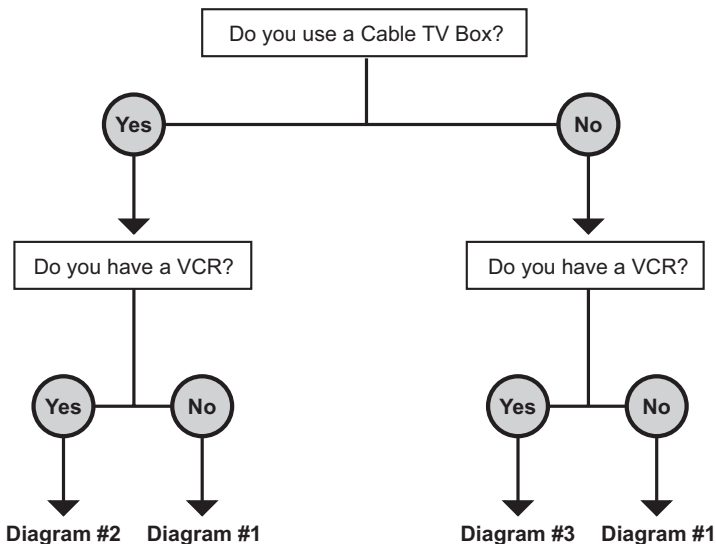 Do you use a Cable TV Box?
Yes
No
Do you have a VCR?
Do you have a VCR?
Yes
No
Yes
No
Diagram #2
Diagram #1
Diagram #3
Diagram #1